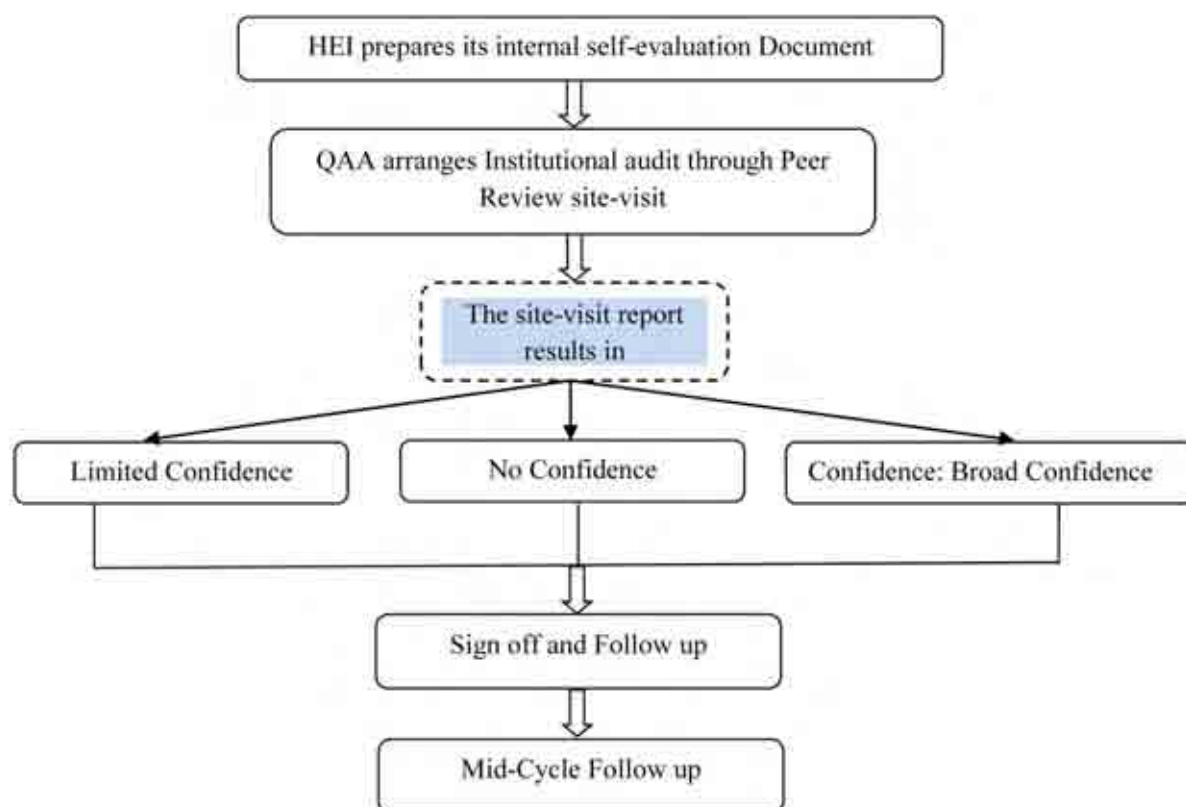 HEI prepares its internal self-evaluation Document
QAA arranges Institutional audit through Peer
Review site-visit
The site-visit report
results in
Limited Confidence
No Confidence
Confidence: Broad Confidence
Sign off and Follow up
Mid-Cycle Follow up